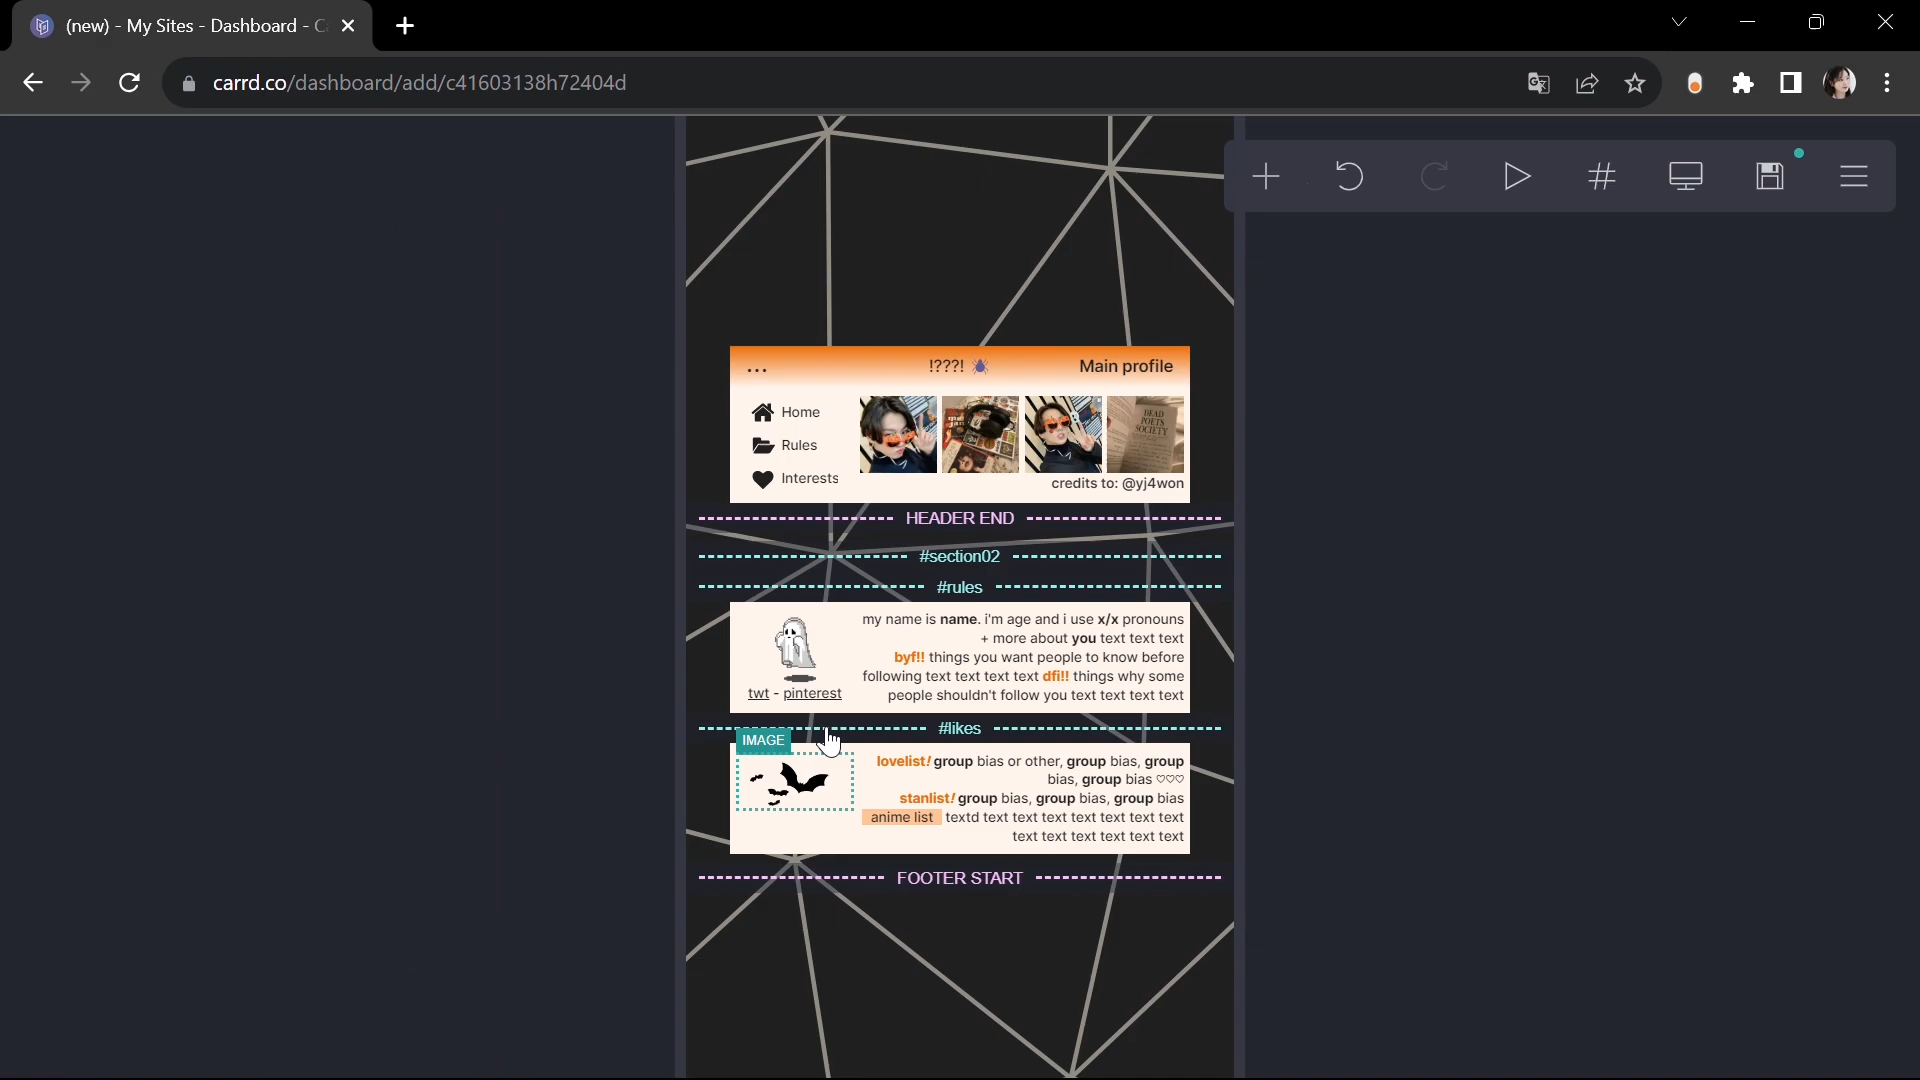 (new) - My Sites - Dashboard - C
carrd.co/dashboard/add/c41603138h72404d
... !???! Main profile
Home
Rules
Interests
DEAD
POETS
SOCIETY
credits to: @yj4won
HEADER END
#section02
#rules
my name is name. i'm age and i use x/x pronouns
+ more about you text text text
byf!! things you want people to know before
following text text text text dfi!! things why some
people shouldn't follow you text text text text
twt - pinterest
#likes
IMAGE
lovelist! group bias or other, group bias, group
bias, group bias ♡♡♡
stanlist! group bias, group bias, group bias
anime list textd text text text text text text text
text text text text text text
FOOTER START